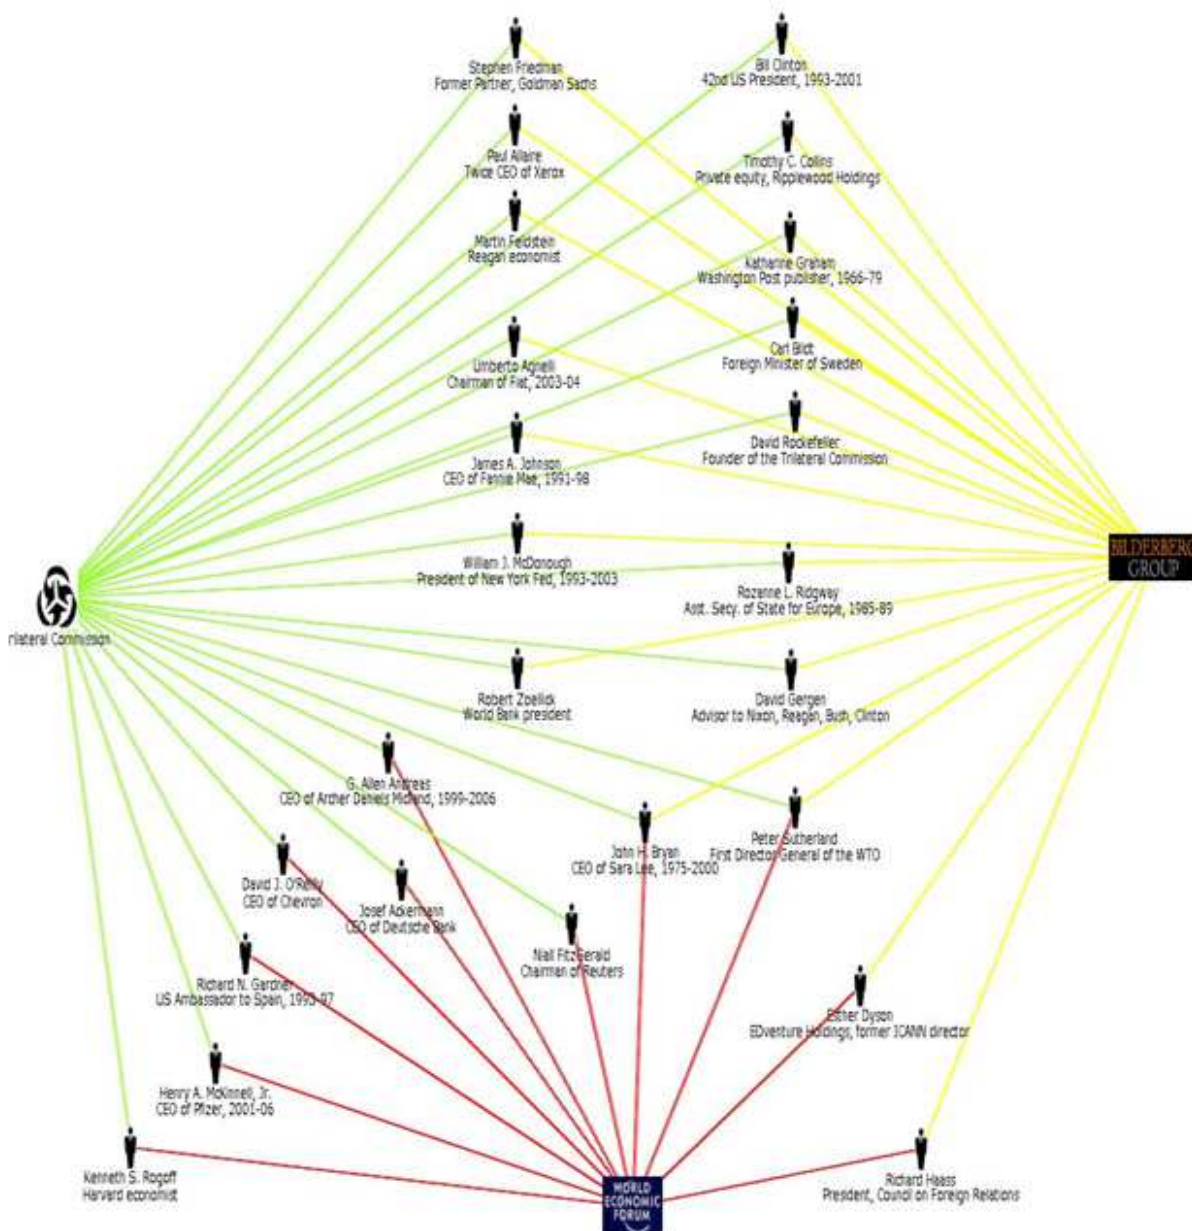 Stephen Friedman
Former Partner, Goldman Sachs
Bill Clinton
42nd US President, 1993-2001
Paul Allaire
Twice CEO of Xerox
Timothy C. Collins
Private equity, Ripplewood Holdings
Martin Feldstein
Reagan economist
Katharine Graham
Washington Post publisher, 1966-79
Umberto Agnelli
Chairman of Fiat, 2003-04
Carl Bildt
Foreign Minister of Sweden
James A. Johnson
CEO of Fannie Mae, 1991-98
David Rockefeller
Founder of the Trilateral Commission
William J. McDonough
President of New York Fed, 1993-2003
Rozanne L. Ridgway
Asst. Secy. of State for Europe, 1985-89
BILDERBERG
GROUP
rilateral Commission
Robert Zoellick
World Bank president
David Gergen
Advisor to Nixon, Reagan, Bush, Clinton
G. Allen Andreas
CEO of Archer Daniels Midland, 1999-2006
John H. Bryan
CEO of Sara Lee, 1975-2000
Peter Sutherland
First Director General of the WTO
David J. O'Reilly
CEO of Chevron
Josef Ackermann
CEO of Deutsche Bank
Niall FitzGerald
Chairman of Reuters
Richard N. Gardner
US Ambassador to Spain, 1993-97
Esther Dyson
EDventure Holdings, former ICANN director
Henry A. McKinnell, Jr.
CEO of Pfizer, 2001-06
Kenneth S. Rogoff
Harvard economist
Richard Haass
President, Council on Foreign Relations
WORLD
ECONOMIC
FORUM